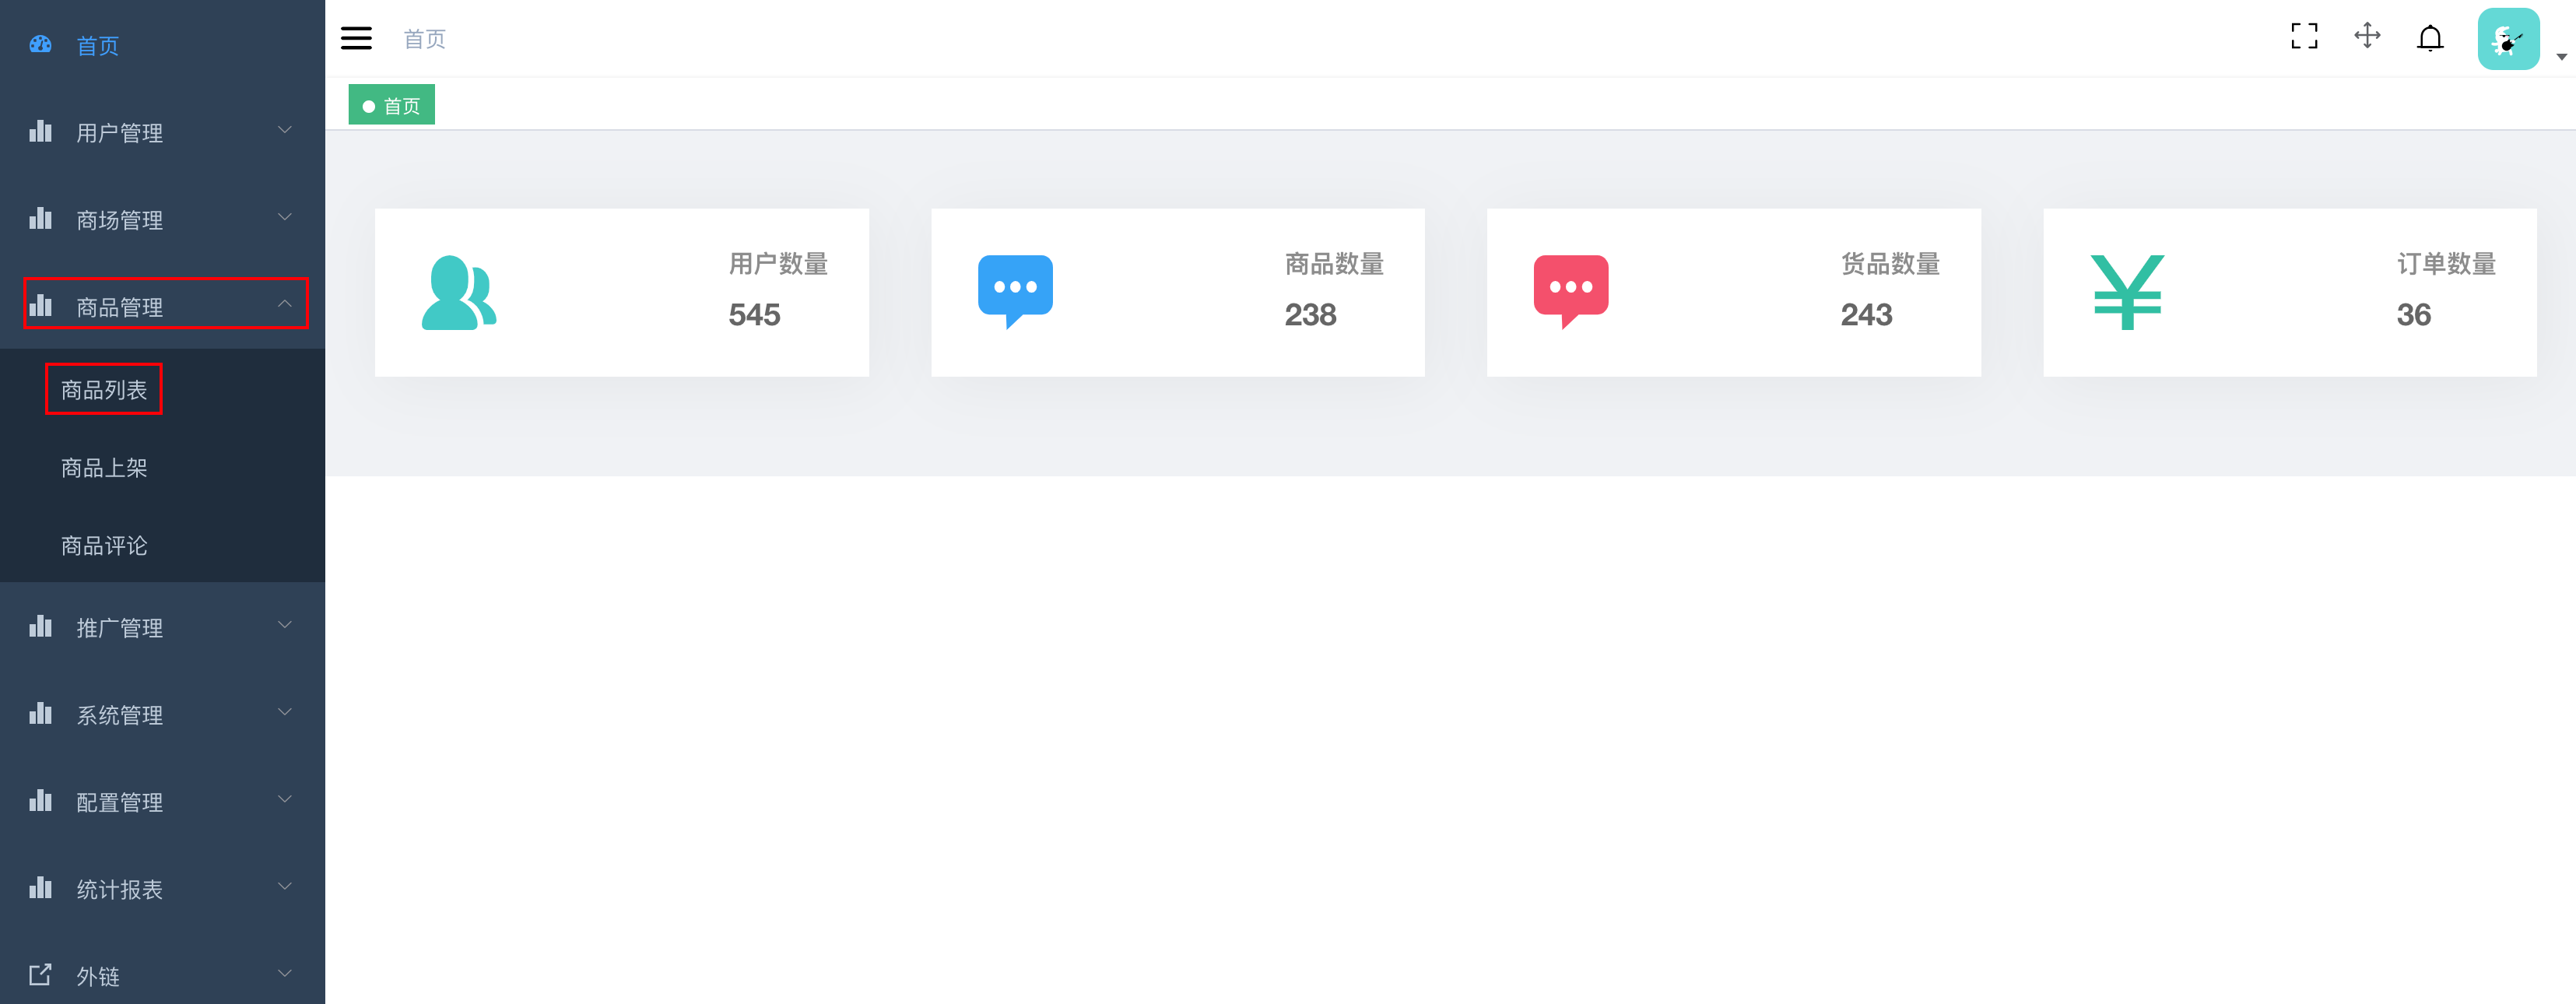 首页
用户管理
商场管理
商品管理
商品列表
商品上架
商品评论
推广管理
系统管理
配置管理
统计报表
外链
首页
首页
用户数量
545
商品数量
238
货品数量
243
订单数量
36